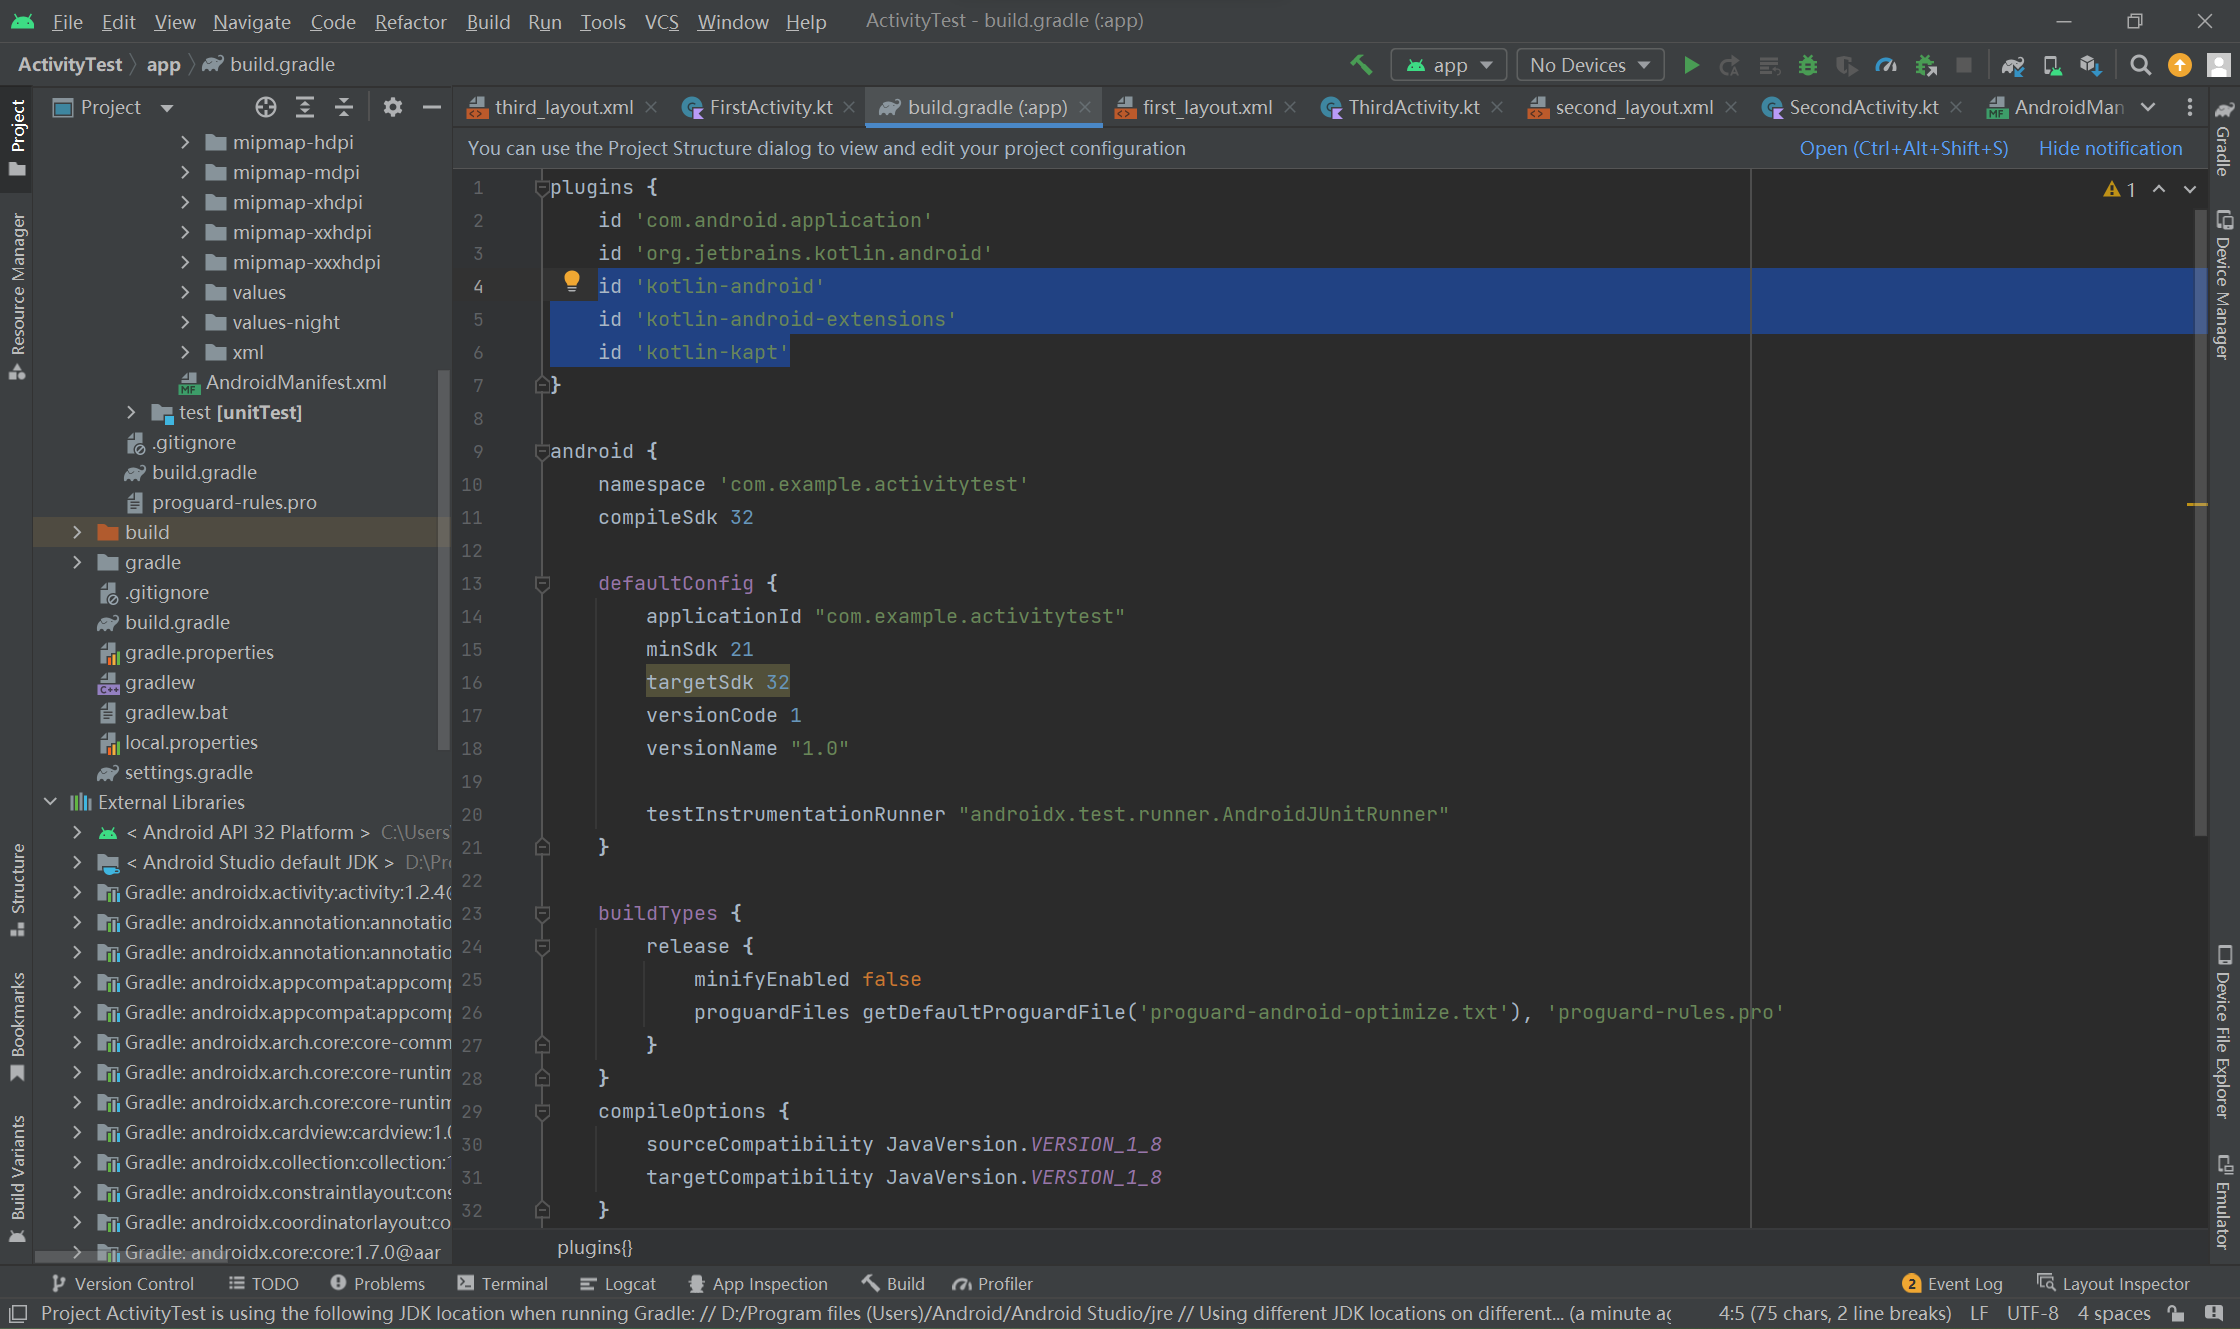 File Edit View Navigate Code Refactor Build Run Tools VCS Window Help ActivityTest - build.gradle (:app)
ActivityTest app build.gradle app No Devices
Project
third_layout.xml FirstActivity.kt build.gradle (:app) first_layout.xml ThirdActivity.kt second_layout.xml SecondActivity.kt AndroidMan
You can use the Project Structure dialog to view and edit your project configuration Open (Ctrl+Alt+Shift+S) Hide notification
Project
Resource Manager
Structure
Bookmarks
Build Variants
mipmap-hdpi
mipmap-mdpi
mipmap-xhdpi
mipmap-xxhdpi
mipmap-xxxhdpi
values
values-night
xml
AndroidManifest.xml
test [unitTest]
.gitignore
build.gradle
proguard-rules.pro
build
gradle
.gitignore
build.gradle
gradle.properties
gradlew
gradlew.bat
local.properties
settings.gradle
External Libraries
< Android API 32 Platform > C:\Users\
< Android Studio default JDK > D:\Pr
Gradle: androidx.activity:activity:1.2.4
Gradle: androidx.annotation:annotatio
Gradle: androidx.annotation:annotatio
Gradle: androidx.appcompat:appcom
Gradle: androidx.appcompat:appcom
Gradle: androidx.arch.core:core-comm
Gradle: androidx.arch.core:core-runtim
Gradle: androidx.arch.core:core-runtim
Gradle: androidx.cardview:cardview:1.0
Gradle: androidx.collection:collection:
Gradle: androidx.constraintlayout:cons
Gradle: androidx.coordinatorlayout:co
Gradle: androidx.core:core:1.7.0@aar
1 plugins {
2 id 'com.android.application'
3 id 'org.jetbrains.kotlin.android'
4 id 'kotlin-android'
5 id 'kotlin-android-extensions'
6 id 'kotlin-kapt'
7 }
8
9 android {
10 namespace 'com.example.activitytest'
11 compileSdk 32
12
13 defaultConfig {
14 applicationId "com.example.activitytest"
15 minSdk 21
16 targetSdk 32
17 versionCode 1
18 versionName "1.0"
19
20 testInstrumentationRunner "androidx.test.runner.AndroidJUnitRunner"
21 }
22
23 buildTypes {
24 release {
25 minifyEnabled false
26 proguardFiles getDefaultProguardFile('proguard-android-optimize.txt'), 'proguard-rules.pro'
27 }
28 }
29 compileOptions {
30 sourceCompatibility JavaVersion.VERSION_1_8
31 targetCompatibility JavaVersion.VERSION_1_8
32 }
1
plugins{}
Gradle
Device Manager
Device File Explorer
Emulator
Version Control TODO Problems Terminal Logcat App Inspection Build Profiler 2 Event Log Layout Inspector
Project ActivityTest is using the following JDK location when running Gradle: // D:/Program files (Users)/Android/Android Studio/jre // Using different JDK locations on different... (a minute ag 4:5 (75 chars, 2 line breaks) LF UTF-8 4 spaces